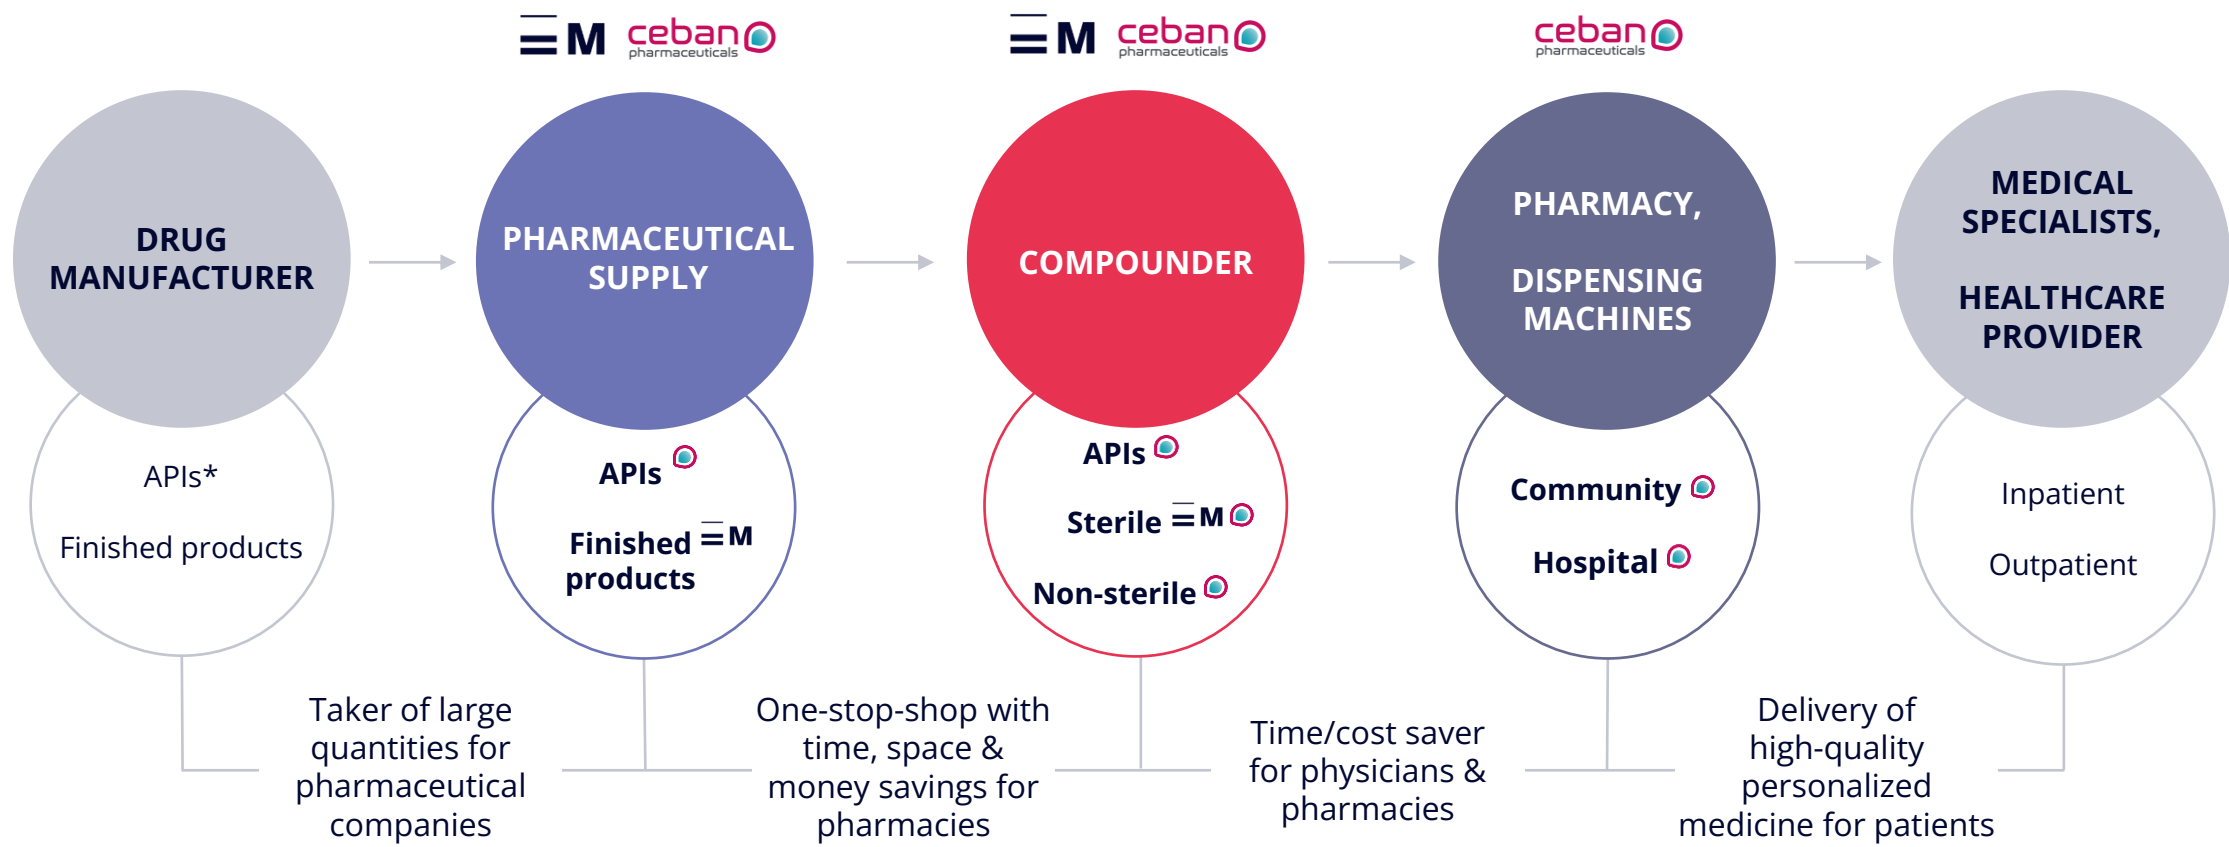 M ceban
pharmaceuticals
M ceban
pharmaceuticals
ceban
pharmaceuticals
DRUG
MANUFACTURER
PHARMACEUTICAL
SUPPLY
COMPOUNDER
PHARMACY,
DISPENSING
MACHINES
MEDICAL
SPECIALISTS,
HEALTHCARE
PROVIDER
APIs*
Finished products
APIs
Finished M
products
APIs
Sterile M
Non-sterile
Community
Hospital
Inpatient
Outpatient
Taker of large
quantities for
pharmaceutical
companies
One-stop-shop with
time, space &
money savings for
pharmacies
Time/cost saver
for physicians &
pharmacies
Delivery of
high-quality
personalized
medicine for patients